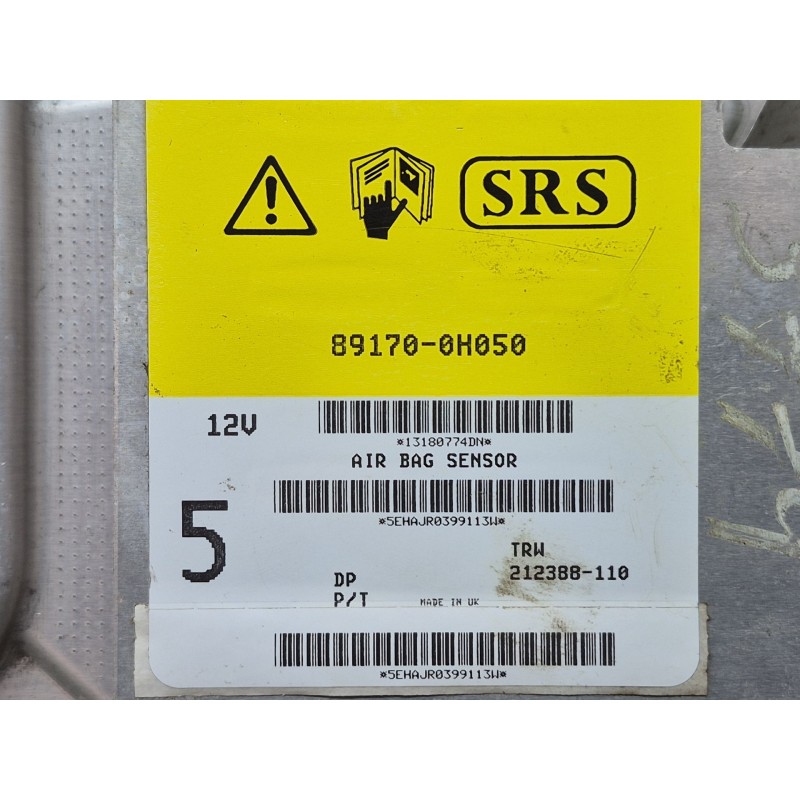 SRS
89170-0H050
12V
*13180774DN*
AIR BAG SENSOR
*5EHAJR0399113W*
5
TRW
212388-110
DP
P/T
MADE IN UK
*5EHAJR0399113W*